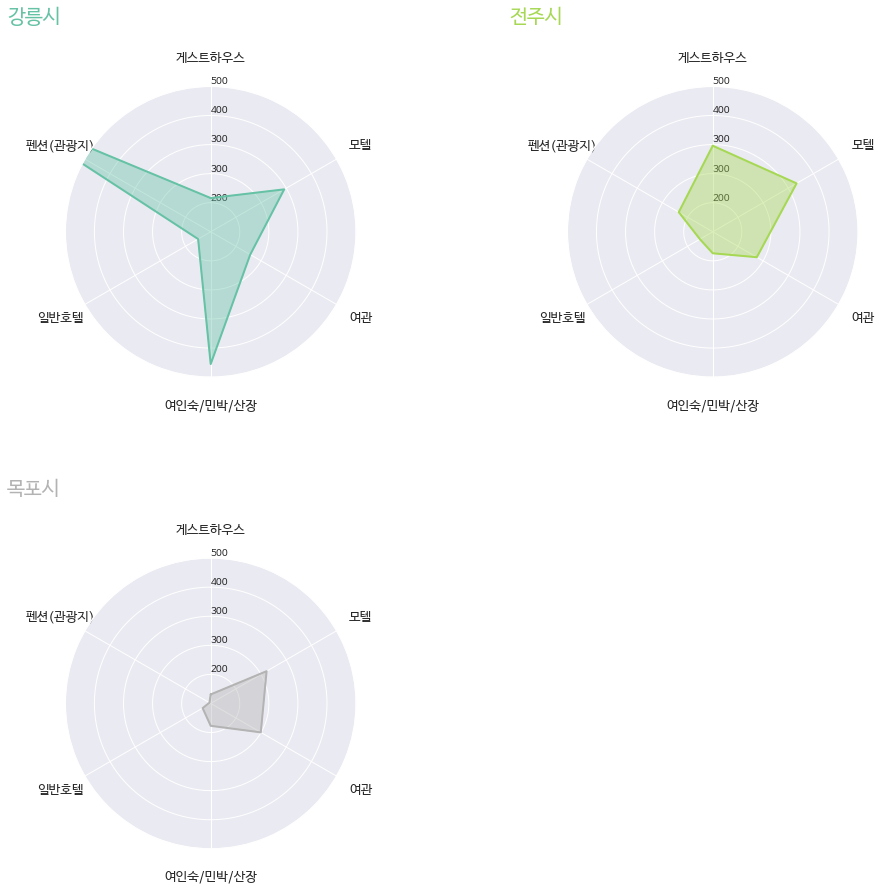 강릉시
게스트하우스
500
400
300
300
200
모텔
여관
여인숙/민박/산장
일반호텔
펜션(관광지)
전주시
게스트하우스
500
400
300
300
200
모텔
여관
여인숙/민박/산장
일반호텔
펜션(관광지)
목포시
게스트하우스
500
400
300
300
200
모텔
여관
여인숙/민박/산장
일반호텔
펜션(관광지)